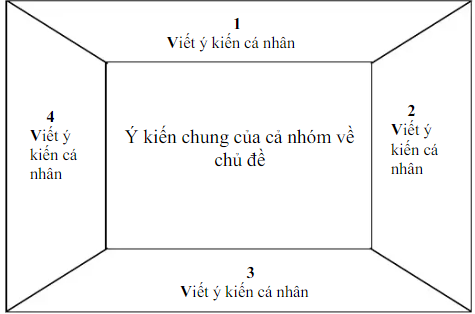 1
Viết ý kiến cá nhân
4
Viết ý
kiến cá
nhân
Ý kiến chung của cả nhóm về
chủ đề
2
Viết ý
kiến cá
nhân
3
Viết ý kiến cá nhân